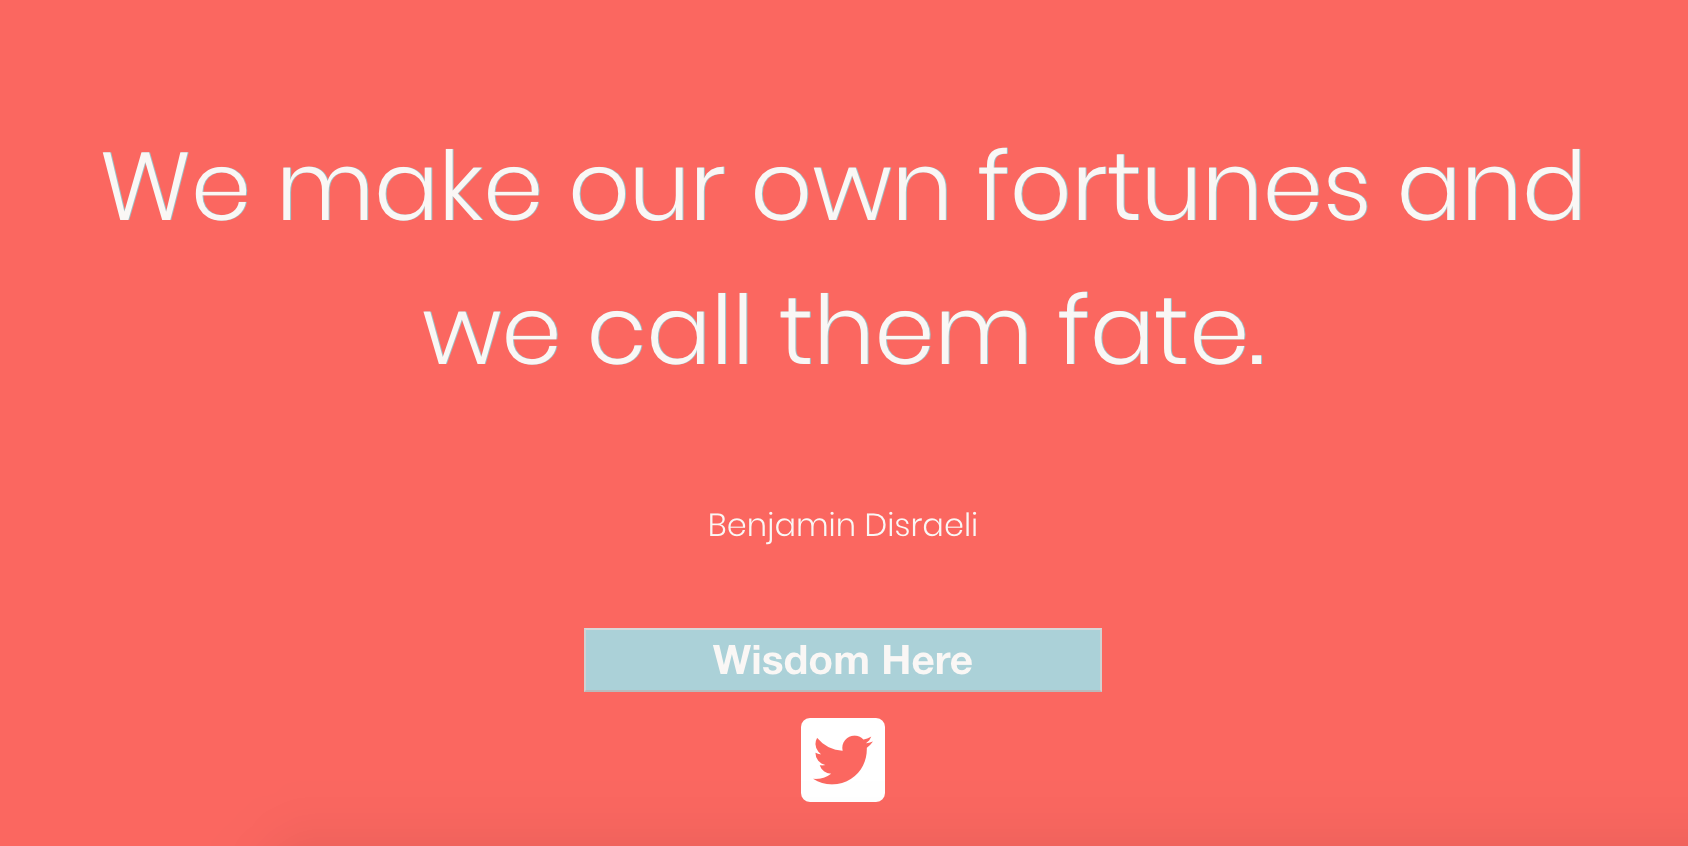 We make our own fortunes and
we call them fate.
Benjamin Disraeli
Wisdom Here